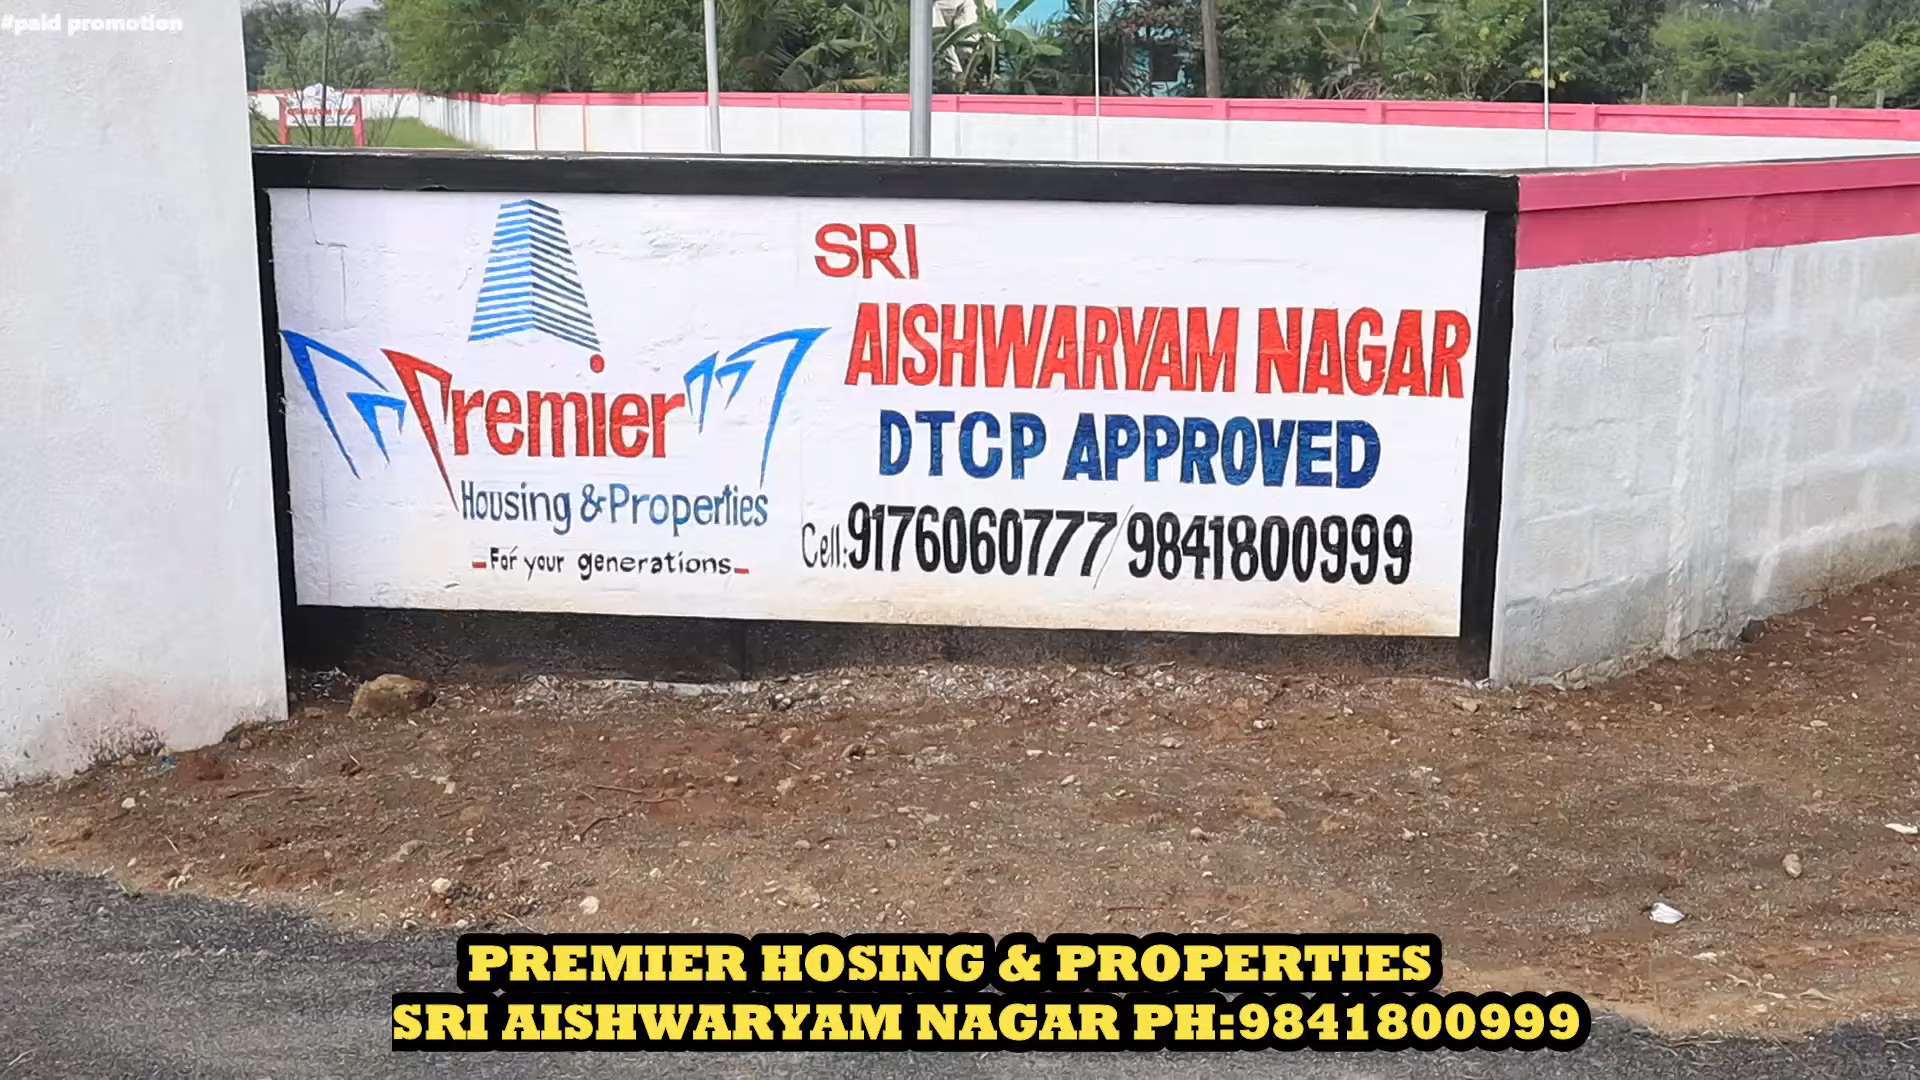 #paid promotion
Premier
Housing & Properties
For your generations
SRI
AISHWARYAM NAGAR
DTCP APPROVED
Cell:9176060777/9841800999
PREMIER HOSING & PROPERTIES
SRI AISHWARYAM NAGAR PH:9841800999